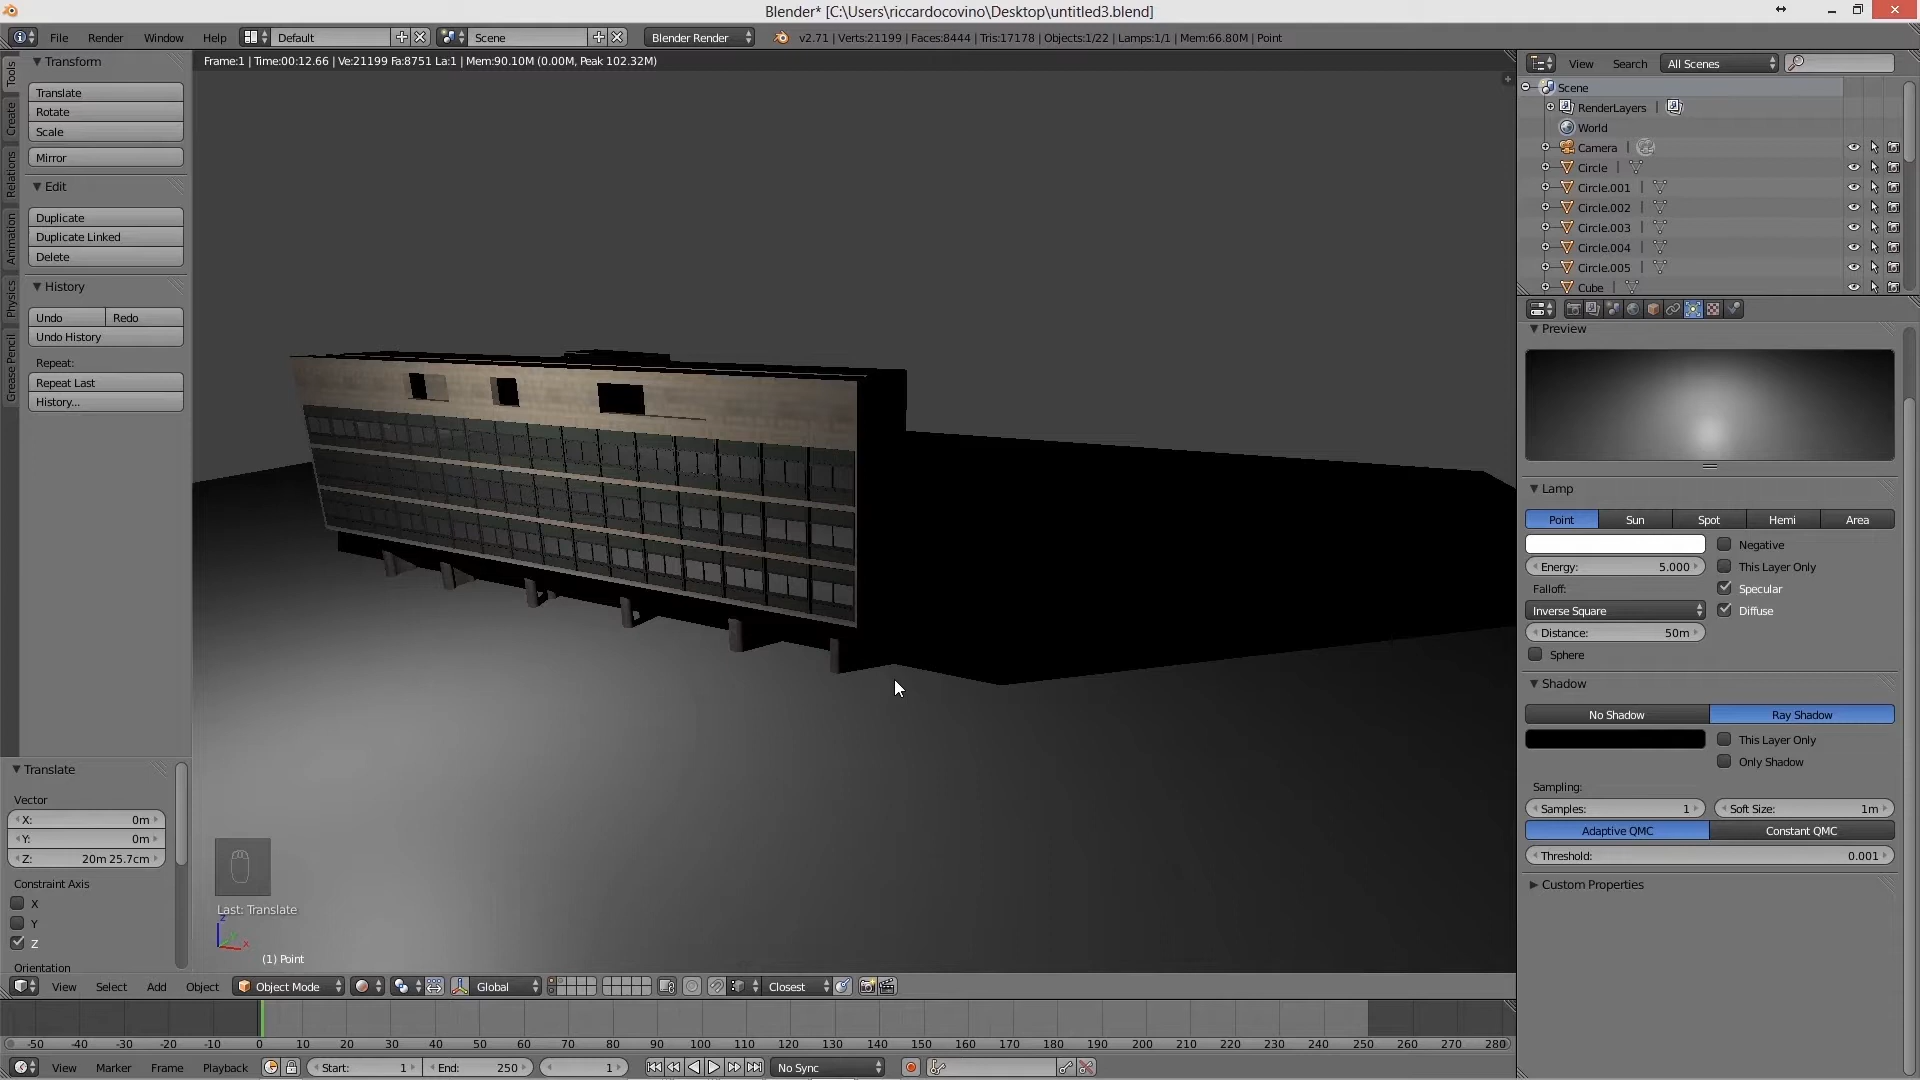 Blender* [C:\Users\riccardocovino\Desktop\untitled3.blend]
File Render Window Help Default Scene Blender Render v2.71 | Verts:21199 | Faces:8444 | Tris:17178 | Objects:1/22 | Lamps:1/1 | Mem:66.80M | Point
Frame:1 | Time:00:12.66 | Ve:21199 Fa:8751 La:1 | Mem:90.10M (0.00M, Peak 102.32M)
Tools
Create
Relations
Animation
Physics
Grease Pencil
Transform
Translate
Rotate
Scale
Mirror
Edit
Duplicate
Duplicate Linked
Delete
History
Undo Redo
Undo History
Repeat:
Repeat Last
History...
Translate
Vector
X: 0m
Y: 0m
Z: 20m 25.7cm
Constraint Axis
X
Y
Z
Orientation
Last: Translate
z
y
x
(1) Point
View Search All Scenes
Scene
RenderLayers |
World
Camera |
Circle |
Circle.001 |
Circle.002 |
Circle.003 |
Circle.004 |
Circle.005 |
Cube |
Preview
Lamp
Point Sun Spot Hemi Area
Negative
Energy: 5.000 This Layer Only
Falloff: Specular
Inverse Square Diffuse
Distance: 50m
Sphere
Shadow
No Shadow Ray Shadow
This Layer Only
Only Shadow
Sampling:
Samples: 1 Soft Size: 1m
Adaptive QMC Constant QMC
Threshold: 0.001
Custom Properties
View Select Add Object Object Mode Global Closest
-50 -40 -30 -20 -10 0 10 20 30 40 50 60 70 80 90 100 110 120 130 140 150 160 170 180 190 200 210 220 230 240 250 260 270 280
View Marker Frame Playback Start: 1 End: 250 1 No Sync